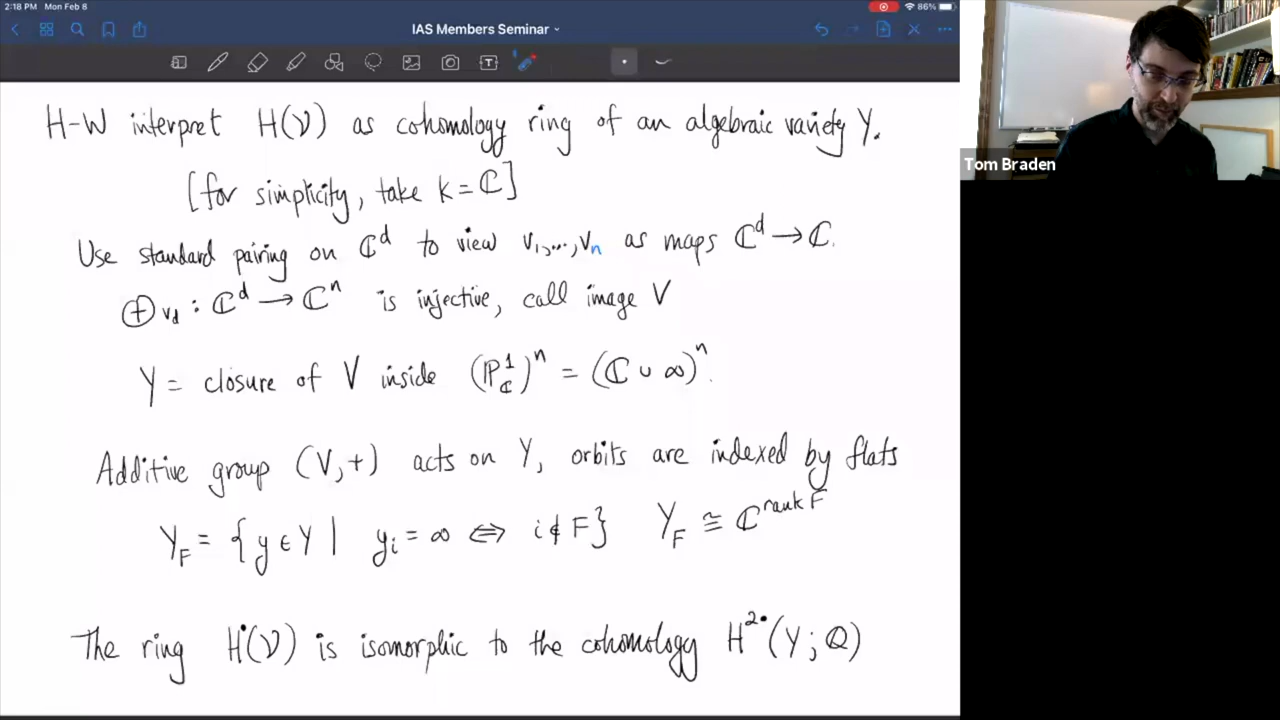 2:18 PM Mon Feb 8
86%
IAS Members Seminar
H-W interpret H(𝒱) as cohomology ring of an algebraic variety Y.
[for simplicity, take k = ℂ]
Use standard pairing on ℂ^d to view v₁,...,vₙ as maps ℂ^d → ℂ.
⊕ v_d : ℂ^d → ℂ^n is injective, call image V
Y = closure of V inside (ℙ¹_ℂ)^n = (ℂ ∪ ∞)^n.
Additive group (V,+) acts on Y, orbits are indexed by flats
Y_F = {y ∈ Y | y_i = ∞ ⟺ i ∉ F} Y_F ≅ ℂ^{rank F}
The ring H^•(𝒱) is isomorphic to the cohomology H^{2•}(Y; ℚ)
Tom Braden